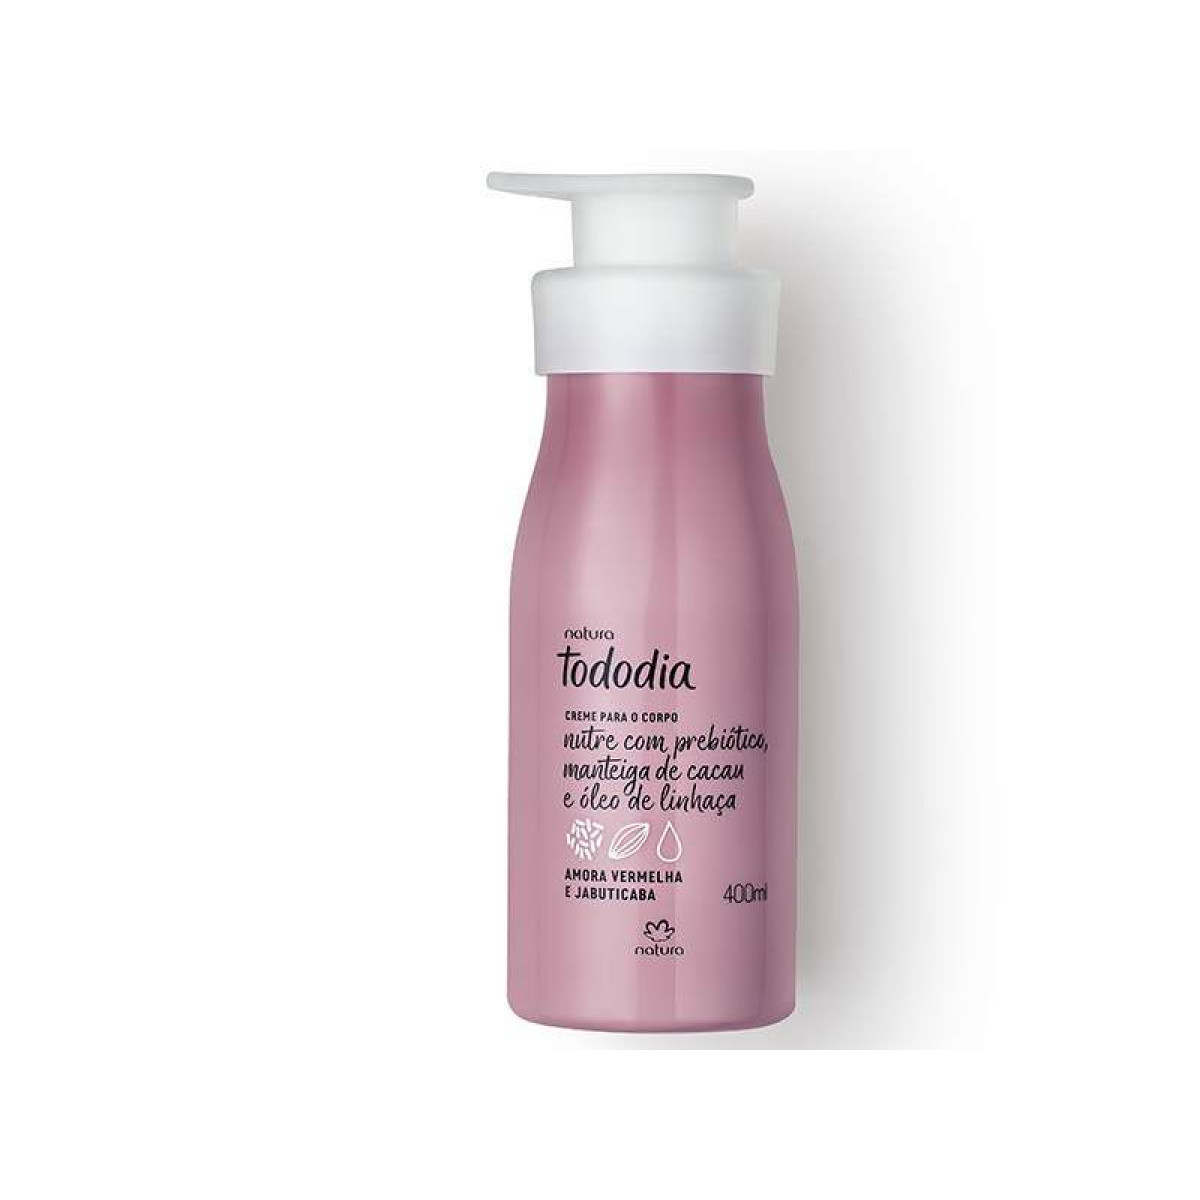 natura
tododia
CREME PARA O CORPO
nutre com prebiótico,
manteiga de cacau
e óleo de linhaça
AMORA VERMELHA
E JABUTICABA
400ml
natura